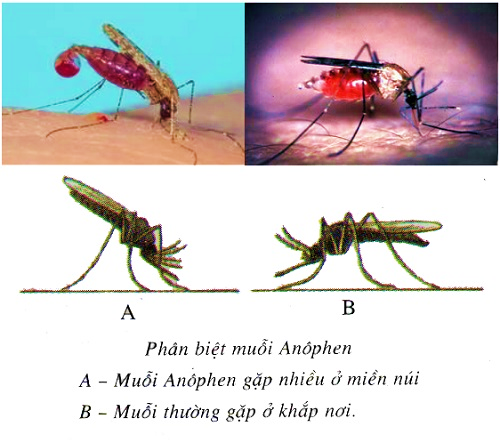 A
B
Phân biệt muỗi Anôphen
A – Muỗi Anôphen gặp nhiều ở miền núi
B – Muỗi thường gặp ở khắp nơi.